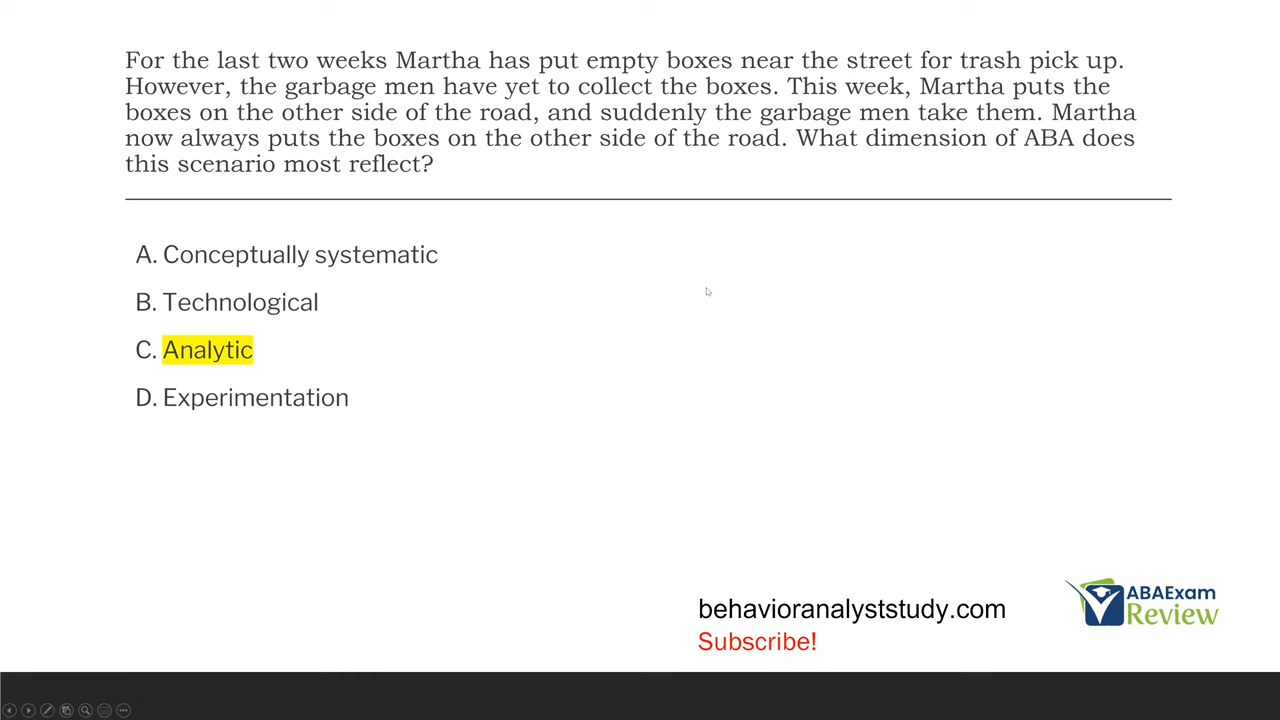 For the last two weeks Martha has put empty boxes near the street for trash pick up.
However, the garbage men have yet to collect the boxes. This week, Martha puts the
boxes on the other side of the road, and suddenly the garbage men take them. Martha
now always puts the boxes on the other side of the road. What dimension of ABA does
this scenario most reflect?
A. Conceptually systematic
B. Technological
C. Analytic
D. Experimentation
behavioranalyststudy.com
Subscribe!
ABAExam
Review